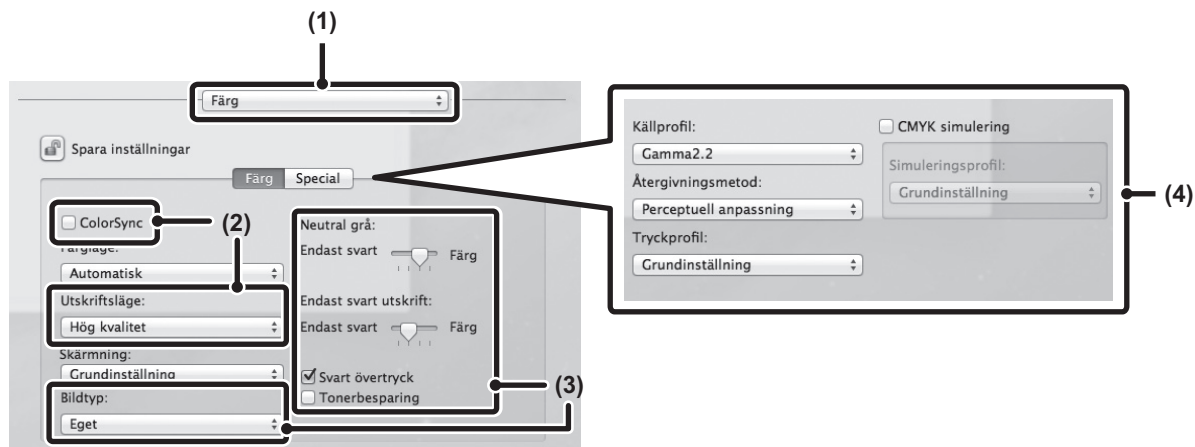 (1)
Färg
Spara inställningar
Färg Special
ColorSync
(2)
Färgläge:
Automatisk
Utskriftsläge:
Hög kvalitet
Skärmning:
Grundinställning
Bildtyp:
Eget
Neutral grå:
Endast svart Färg
Endast svart utskrift:
Endast svart Färg
Svart övertryck
Tonerbesparing
(3)
Källprofil:
Gamma2.2
Återgivningsmetod:
Perceptuell anpassning
Tryckprofil:
Grundinställning
CMYK simulering
Simuleringsprofil:
Grundinställning
(4)